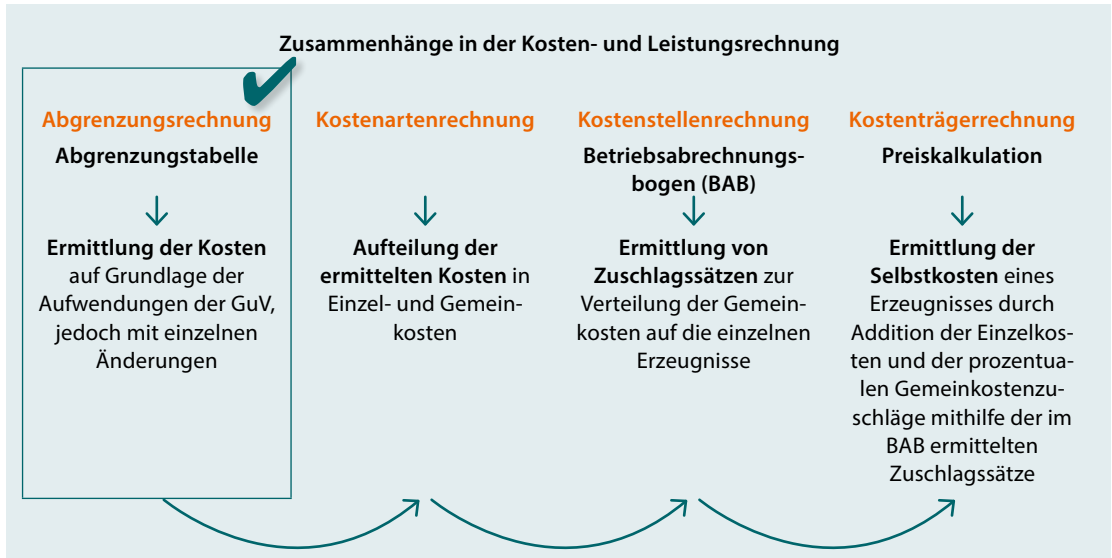 Zusammenhänge in der Kosten- und Leistungsrechnung
Abgrenzungsrechnung
Abgrenzungstabelle
Ermittlung der Kosten
auf Grundlage der
Aufwendungen der GuV,
jedoch mit einzelnen
Änderungen
Kostenartenrechnung
Aufteilung der
ermittelten Kosten in
Einzel- und Gemein-
kosten
Kostenstellenrechnung
Betriebsabrechnungs-
bogen (BAB)
Ermittlung von
Zuschlagssätzen zur
Verteilung der Gemein-
kosten auf die einzelnen
Erzeugnisse
Kostenträgerrechnung
Preiskalkulation
Ermittlung der
Selbstkosten eines
Erzeugnisses durch
Addition der Einzelkos-
ten und der prozentua-
len Gemeinkostenzu-
schläge mithilfe der im
BAB ermittelten
Zuschlagssätze